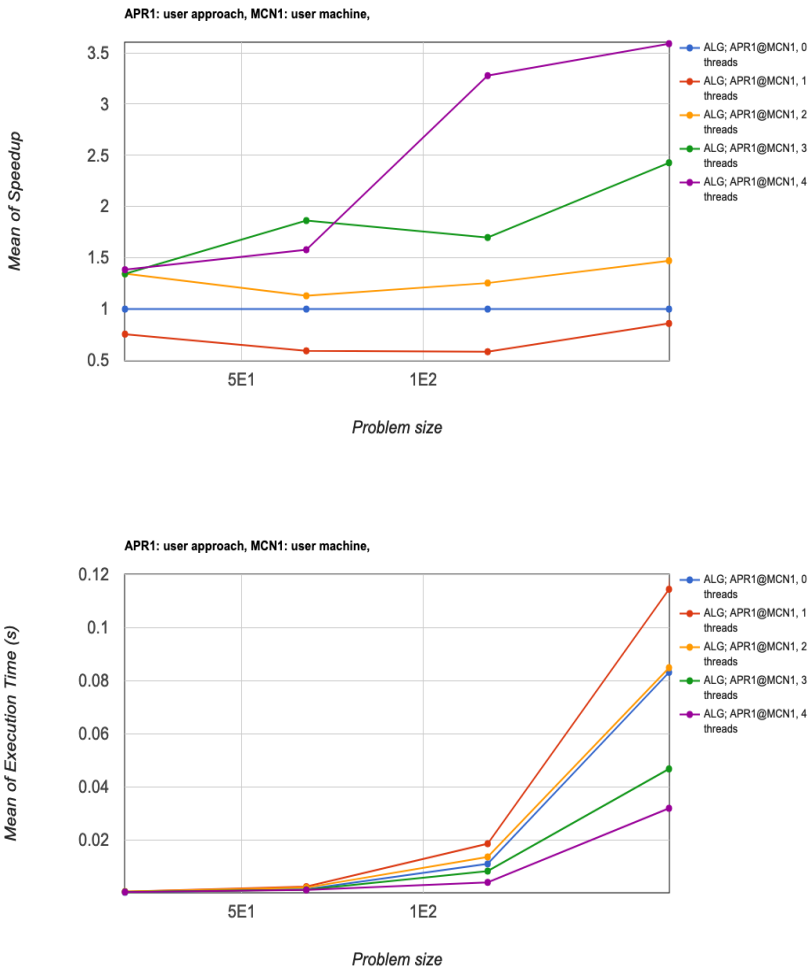 APR1: user approach, MCN1: user machine,
3.5
3
2.5
2
1.5
1
0.5
Mean of Speedup
5E1
1E2
Problem size
ALG; APR1@MCN1, 0
threads
ALG; APR1@MCN1, 1
threads
ALG; APR1@MCN1, 2
threads
ALG; APR1@MCN1, 3
threads
ALG; APR1@MCN1, 4
threads
APR1: user approach, MCN1: user machine,
0.12
0.1
0.08
0.06
0.04
0.02
Mean of Execution Time (s)
5E1
1E2
Problem size
ALG; APR1@MCN1, 0
threads
ALG; APR1@MCN1, 1
threads
ALG; APR1@MCN1, 2
threads
ALG; APR1@MCN1, 3
threads
ALG; APR1@MCN1, 4
threads